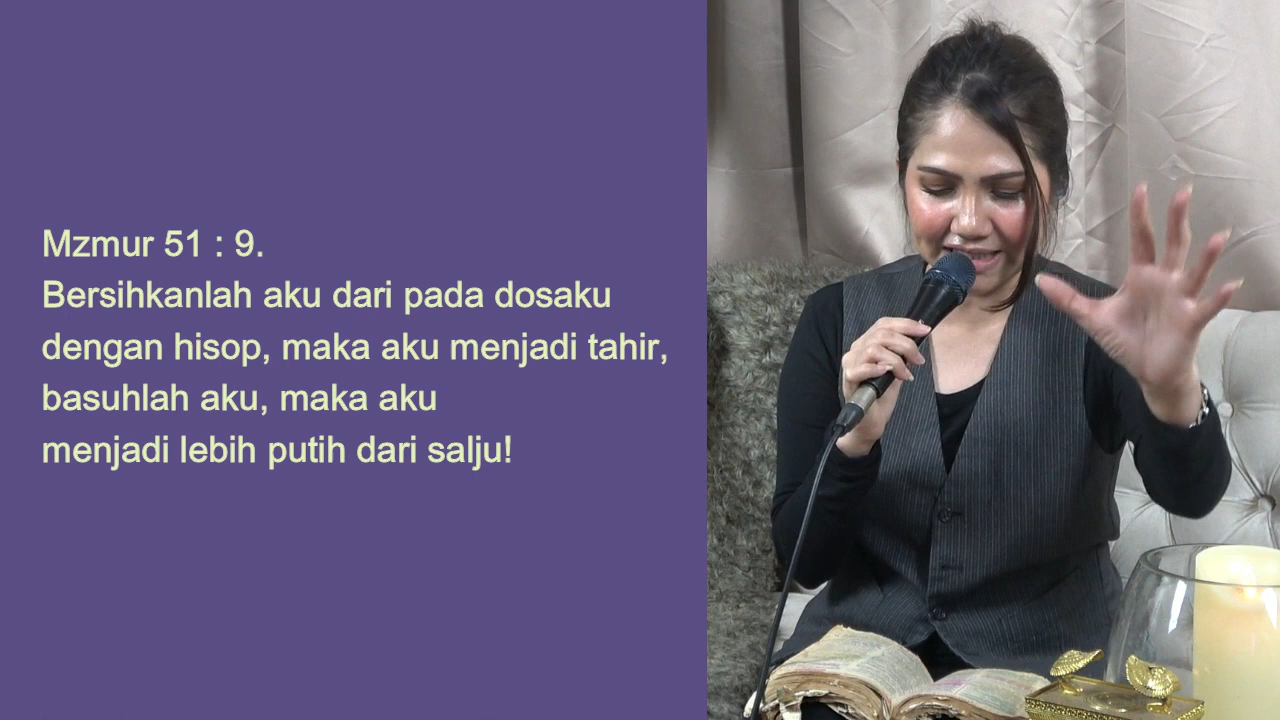 Mzmur 51 : 9.
Bersihkanlah aku dari pada dosaku
dengan hisop, maka aku menjadi tahir,
basuhlah aku, maka aku
menjadi lebih putih dari salju!